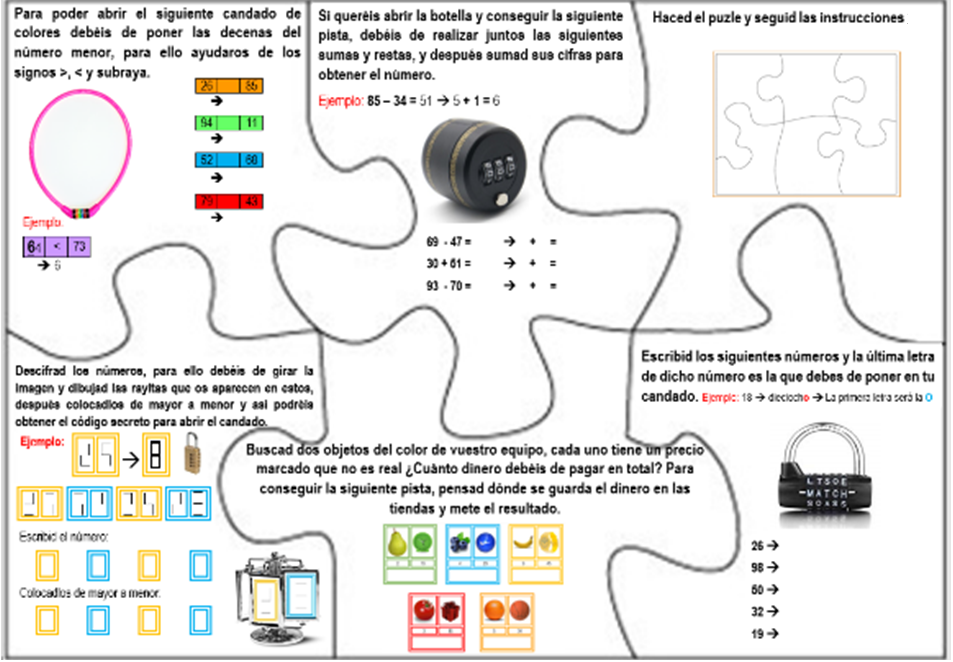 Para poder abrir el siguiente candado de
colores debéis de poner las decenas del
número menor, para ello ayudaros de los
signos >, < y subraya.
26 85
→
94 11
→
52 68
→
79 43
→
Ejemplo:
64 < 73
→ 6
Si queréis abrir la botella y conseguir la siguiente
pista, debéis de realizar juntos las siguientes
sumas y restas, y después sumad sus cifras para
obtener el número.
Ejemplo: 85 – 34 = 51 → 5 + 1 = 6
69 - 47 = → + =
30 + 61 = → + =
93 - 70 = → + =
Haced el puzle y seguid las instrucciones
Descifrad los números, para ello debéis de girar la
imagen y dibujad las rayitas que os aparecen en estos,
después colocadlos de mayor a menor y así podréis
obtener el código secreto para abrir el candado.
Ejemplo:
→ 8
Escribid el número:
Colocadlos de mayor a menor:
Buscad dos objetos del color de vuestro equipo, cada uno tiene un precio
marcado que no es real ¿Cuánto dinero debéis de pagar en total? Para
conseguir la siguiente pista, pensad dónde se guarda el dinero en las
tiendas y mete el resultado.
Escribid los siguientes números y la última letra
de dicho número es la que debes de poner en tu
candado. Ejemplo: 18 → dieciocho → La primera letra será la O
LTSOE
MATCH
26 →
98 →
50 →
32 →
19 →